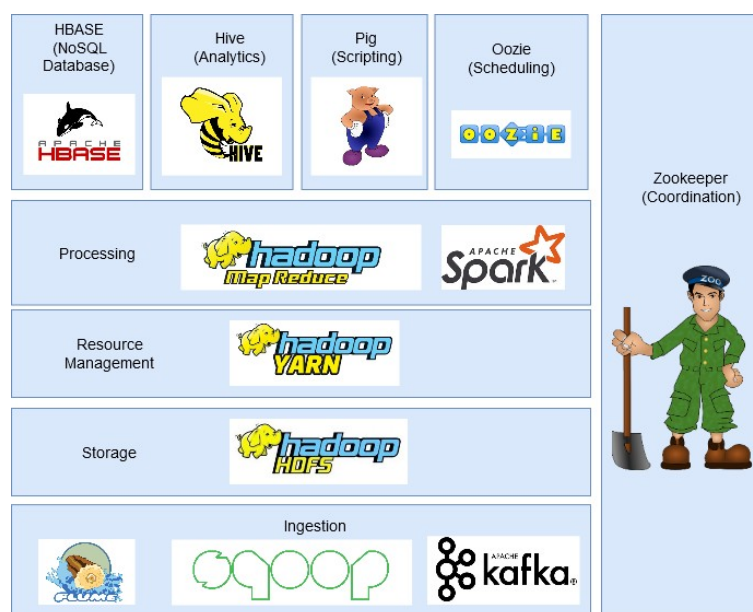 HBASE
(NoSQL
Database)
APACHE
HBASE
Hive
(Analytics)
HIVE
Pig
(Scripting)
Oozie
(Scheduling)
OOZIE
Zookeeper
(Coordination)
ZOO
Processing
hadoop
Map Reduce
APACHE
Spark
Resource
Management
hadoop
YARN
Storage
hadoop
HDFS
Ingestion
FLUME
sqoop
APACHE
kafka®